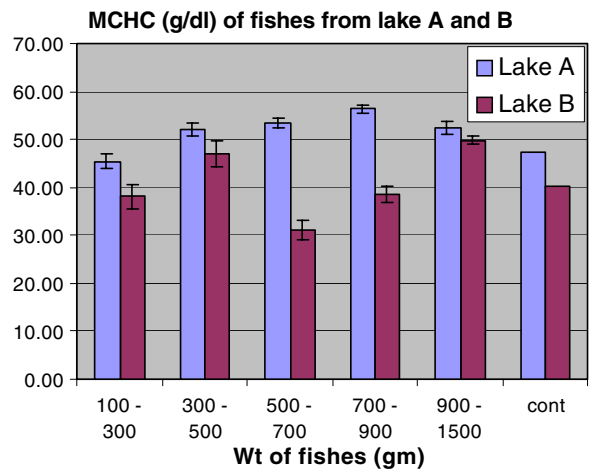 MCHC (g/dl) of fishes from lake A and B
70.00
60.00
50.00
40.00
30.00
20.00
10.00
0.00
Lake A
Lake B
100 - 300 - 500 - 700 - 900 - cont
300 500 700 900 1500
Wt of fishes (gm)